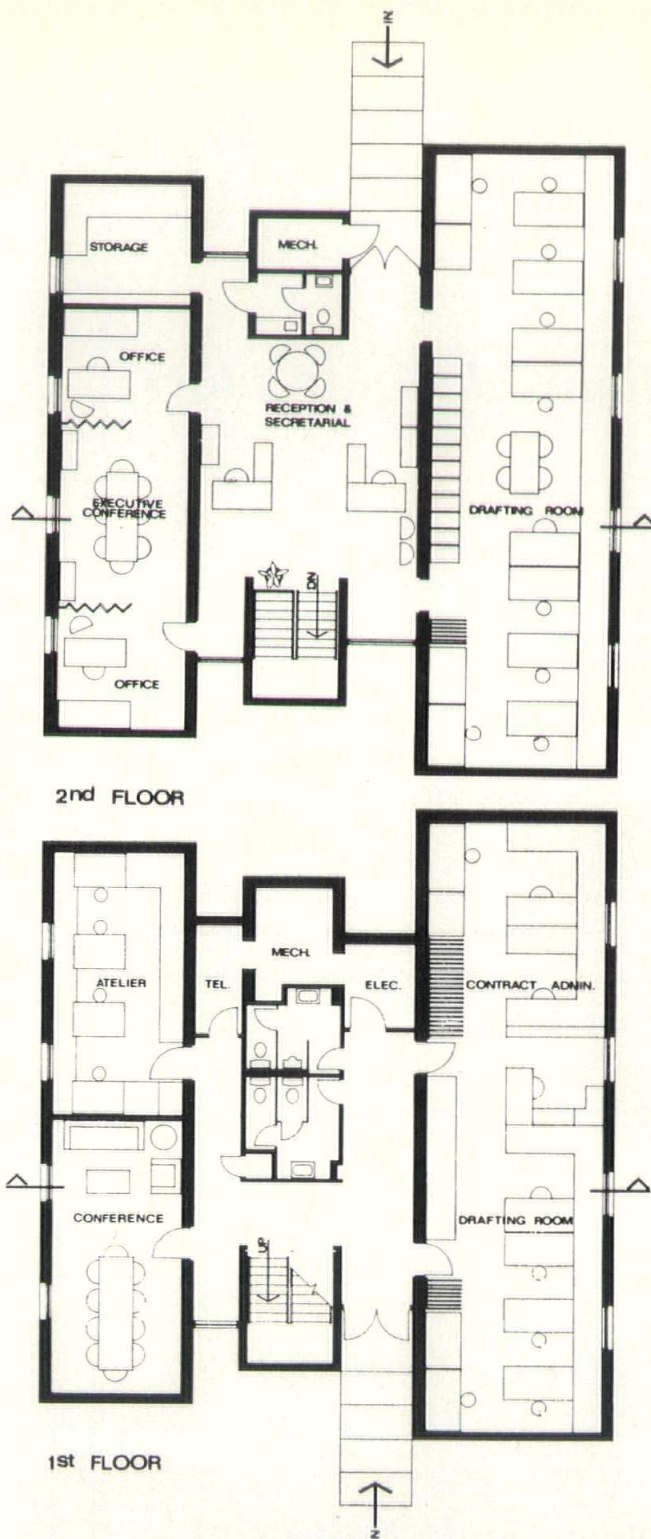 IN
STORAGE
MECH.
OFFICE
RECEPTION &
SECRETARIAL
EXECUTIVE
CONFERENCE
DRAFTING ROOM
DN
OFFICE
2nd FLOOR
MECH.
ATELIER
TEL.
ELEC.
CONTRACT ADMIN.
CONFERENCE
DRAFTING ROOM
UP
1st FLOOR
IN